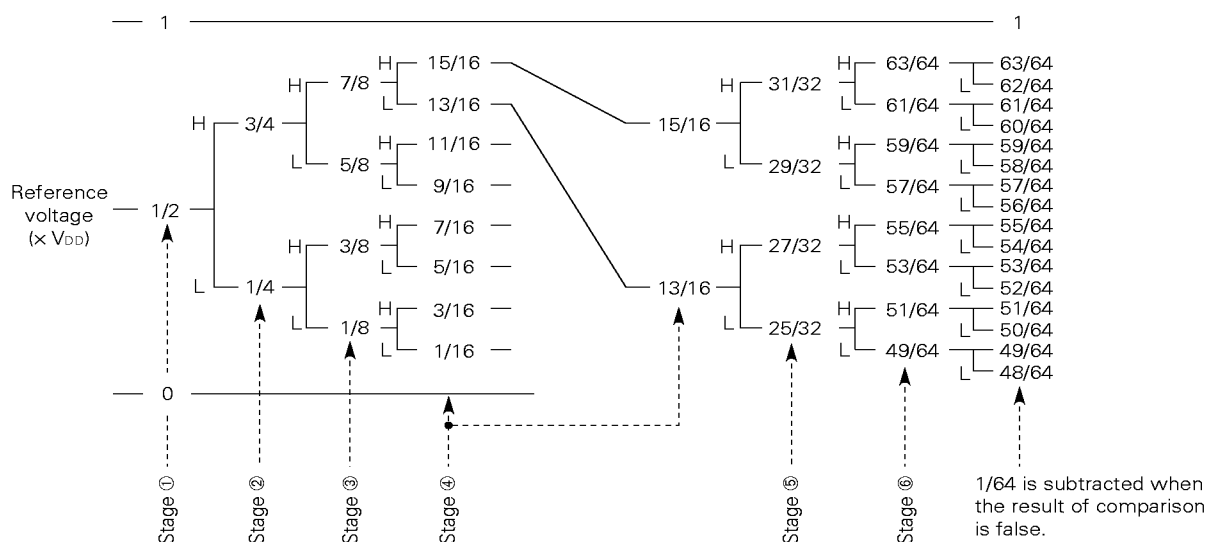 1 1
H 15/16 H 63/64 63/64
H 7/8 H 31/32 L 62/64
L 13/16 L 61/64 61/64
L 60/64
H 3/4 15/16
H 11/16 H 59/64 59/64
L 5/8 L 29/32 L 58/64
L 9/16 L 57/64 57/64
L 56/64
Reference
voltage
(× VDD)
1/2
H 7/16 H 55/64 55/64
H 3/8 H 27/32 L 54/64
L 5/16 L 53/64 53/64
L 52/64
L 1/4 13/16
H 3/16 H 51/64 51/64
L 1/8 L 25/32 L 50/64
L 1/16 L 49/64 49/64
L 48/64
0
Stage ①
Stage ②
Stage ③
Stage ④
Stage ⑤
Stage ⑥
1/64 is subtracted when
the result of comparison
is false.